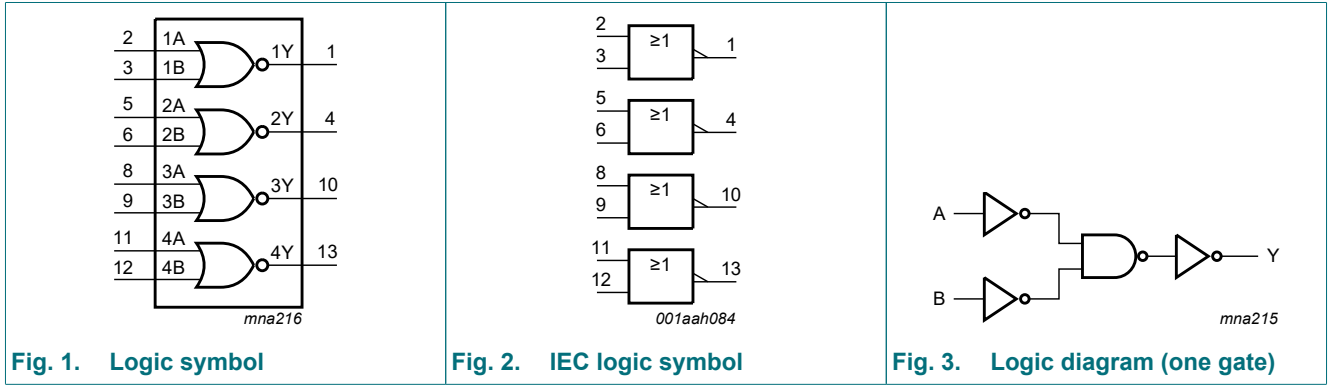 2 1A 1Y 1
3 1B
5 2A 2Y 4
6 2B
8 3A 3Y 10
9 3B
11 4A 4Y 13
12 4B
mna216
Fig. 1. Logic symbol
2 ≥1 1
3
5 ≥1 4
6
8 ≥1 10
9
11 ≥1 13
12
001aah084
Fig. 2. IEC logic symbol
A
Y
B
mna215
Fig. 3. Logic diagram (one gate)